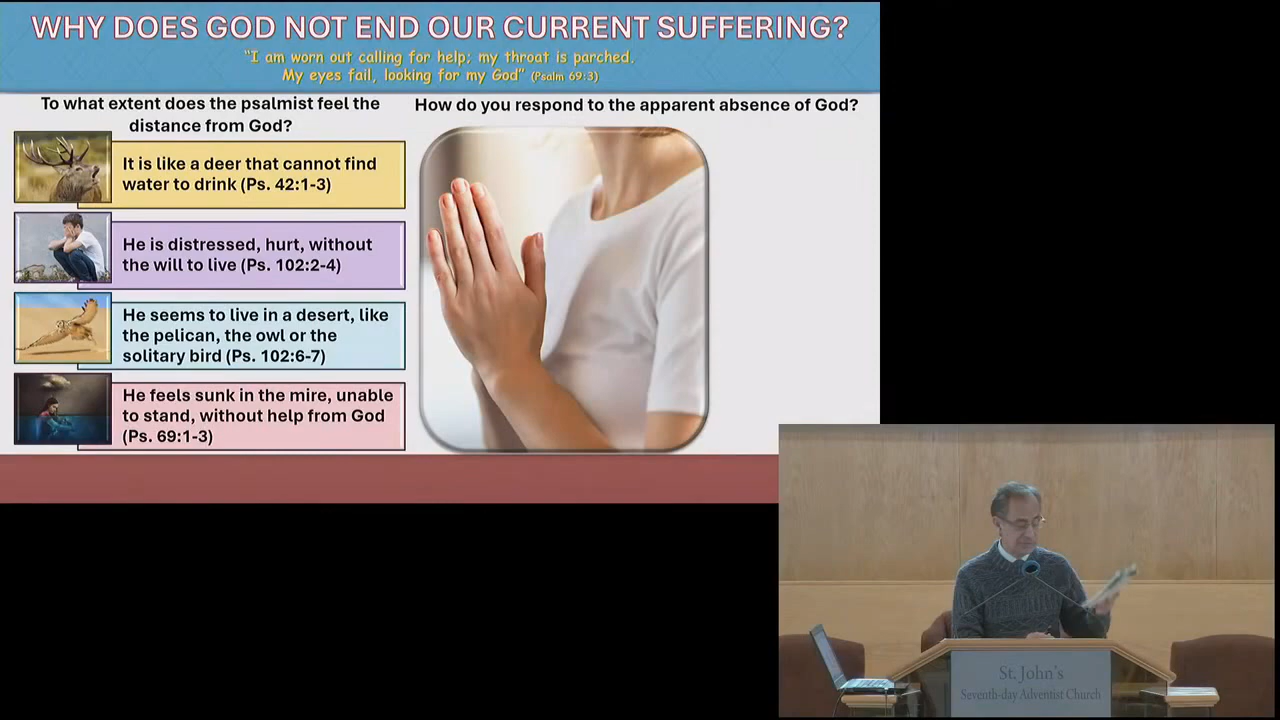 WHY DOES GOD NOT END OUR CURRENT SUFFERING?
"I am worn out calling for help; my throat is parched.
My eyes fail, looking for my God" (Psalm 69:3)
To what extent does the psalmist feel the
distance from God?
It is like a deer that cannot find
water to drink (Ps. 42:1-3)
He is distressed, hurt, without
the will to live (Ps. 102:2-4)
He seems to live in a desert, like
the pelican, the owl or the
solitary bird (Ps. 102:6-7)
He feels sunk in the mire, unable
to stand, without help from God
(Ps. 69:1-3)
How do you respond to the apparent absence of God?
St. John's
Seventh-day Adventist Church